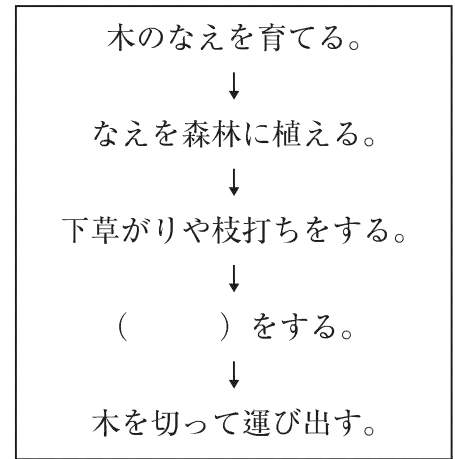 木のなえを育てる。
↓
なえを森林に植える。
↓
下草がりや枝打ちをする。
↓
（　　　）をする。
↓
木を切って運び出す。